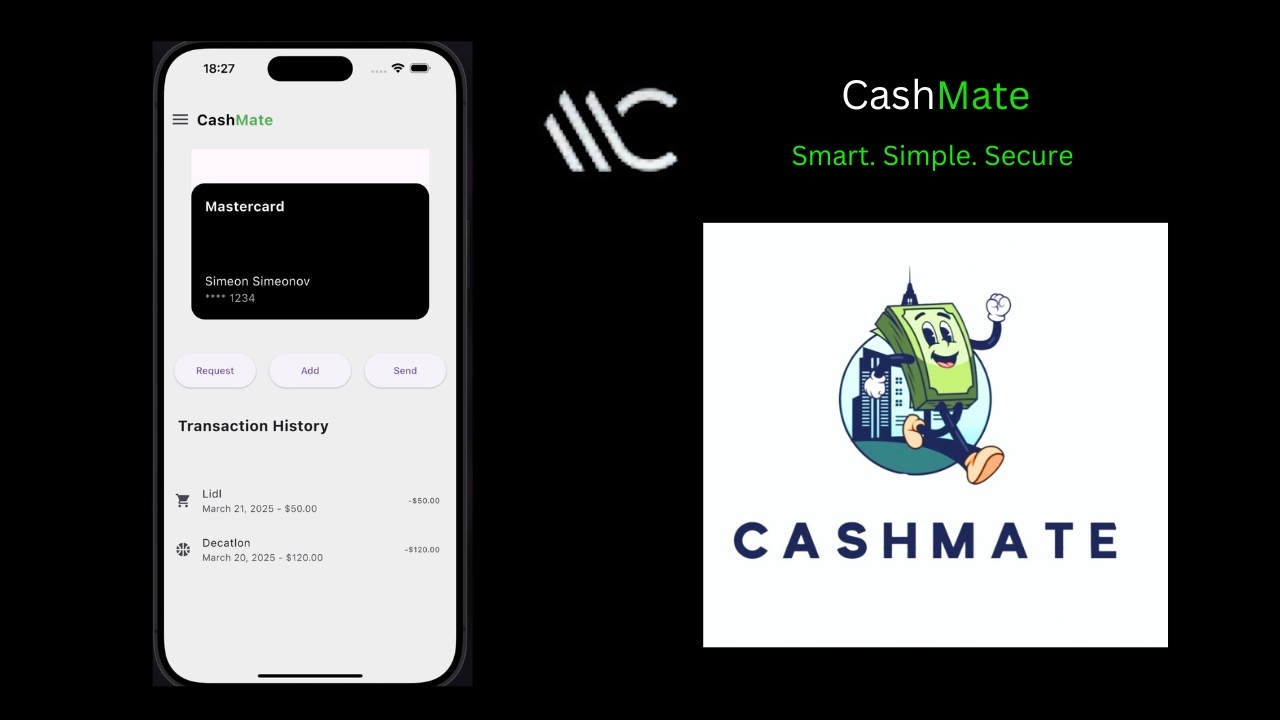 18:27
CashMate
Mastercard
Simeon Simeonov
**** 1234
Request
Add
Send
Transaction History
Lidl
March 21, 2025 - $50.00
-$50.00
Decatlon
March 20, 2025 - $120.00
-$120.00
CashMate
Smart. Simple. Secure
CASHMATE